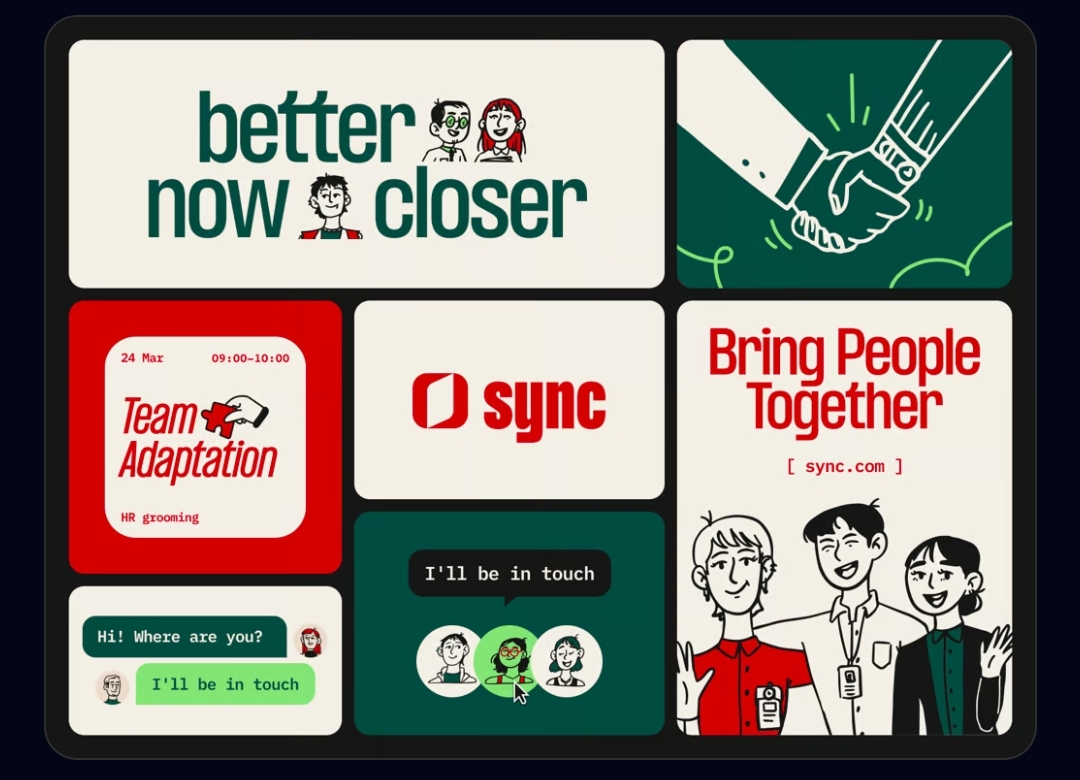 better
now closer
24 Mar 09:00-10:00
Team
Adaptation
HR grooming
sync
Bring People
Together
[ sync.com ]
Hi! Where are you?
I'll be in touch
I'll be in touch